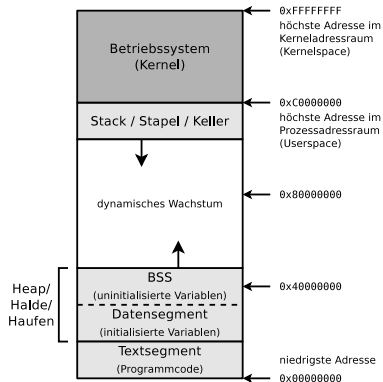 0xFFFFFFFF
höchste Adresse im
Kerneladressraum
(Kernelspace)
Betriebssystem
(Kernel)
0xC0000000
höchste Adresse im
Prozessadressraum
(Userspace)
Stack / Stapel / Keller
dynamisches Wachstum
0x80000000
Heap/
Halde/
Haufen
BSS
(uninitialisierte Variablen)
0x40000000
Datensegment
(initialisierte Variablen)
Textsegment
(Programmcode)
niedrigste Adresse
0x00000000